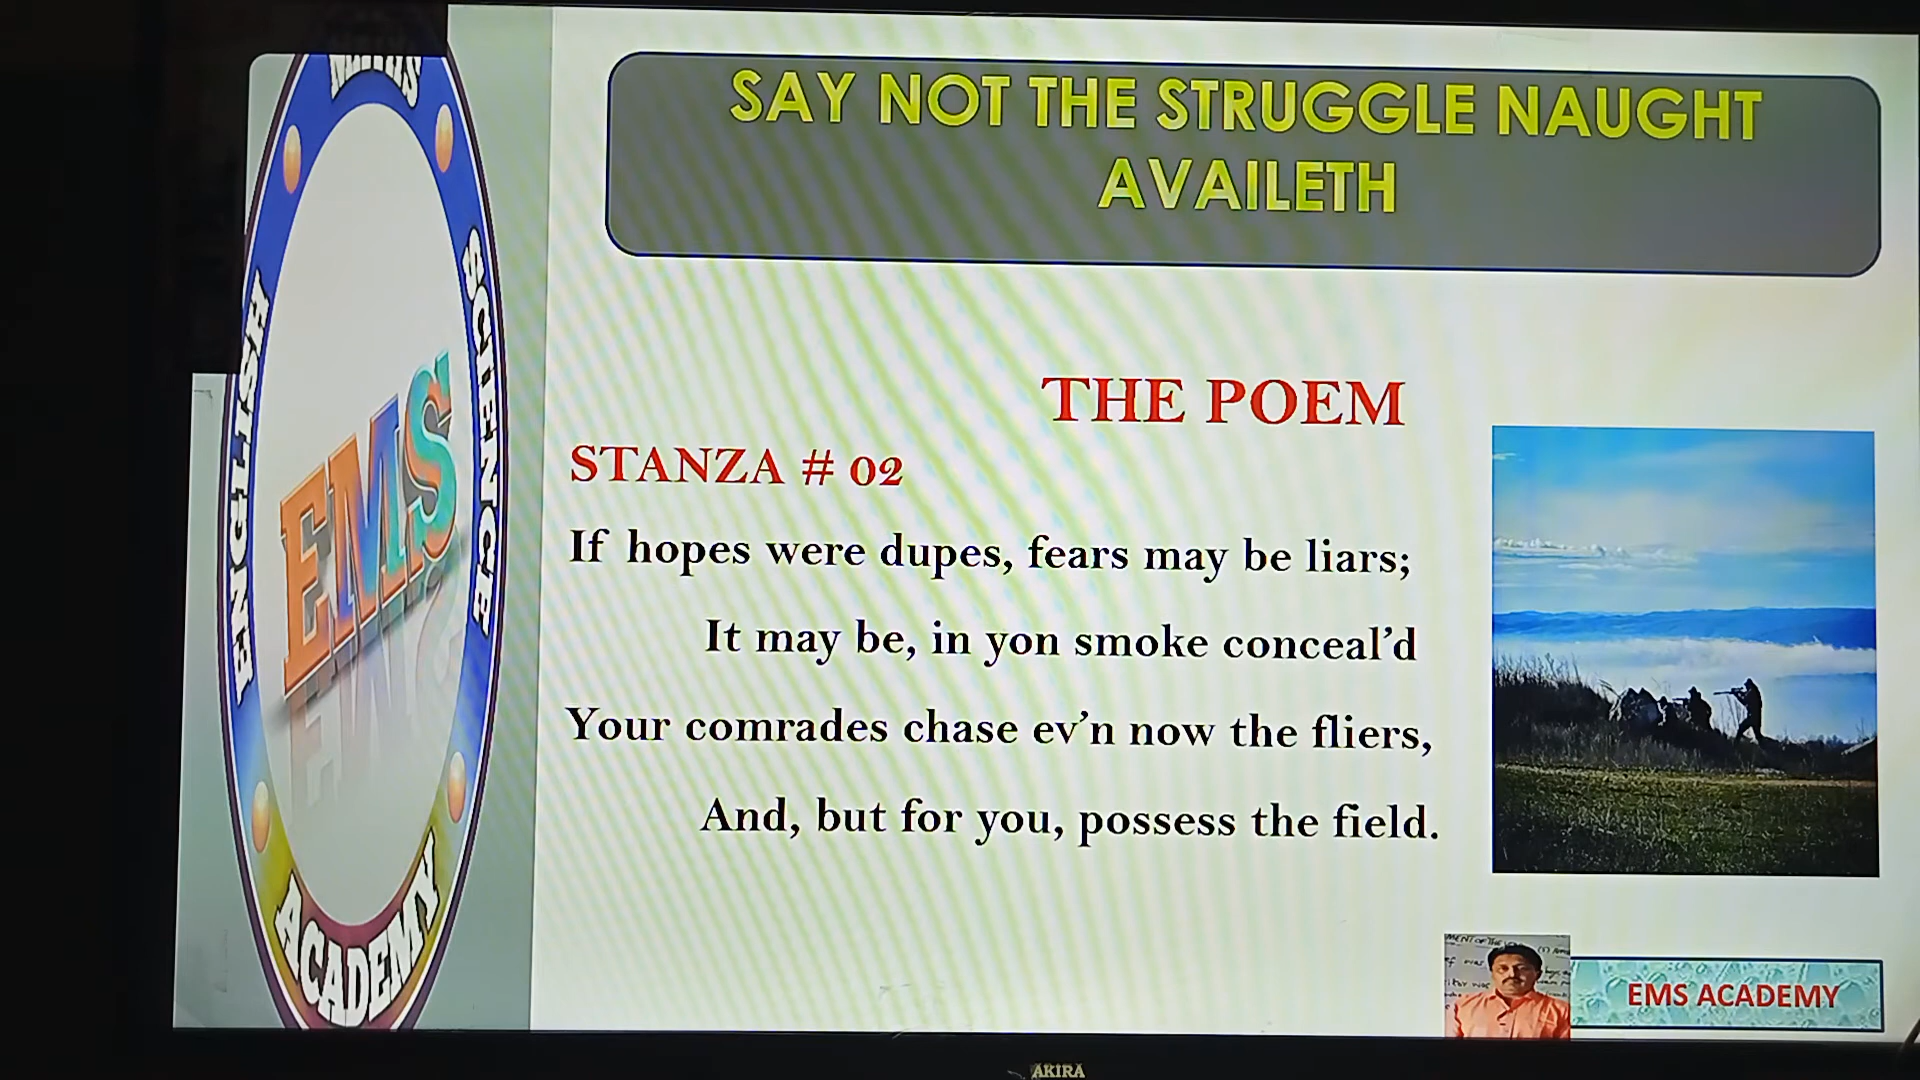 SAY NOT THE STRUGGLE NAUGHT
AVAILETH
THE POEM
STANZA # 02
If hopes were dupes, fears may be liars;
It may be, in yon smoke conceal'd
Your comrades chase ev'n now the fliers,
And, but for you, possess the field.
ENGLISH
SCIENCE
EMS
ACADEMY
EMS ACADEMY
AKIRA